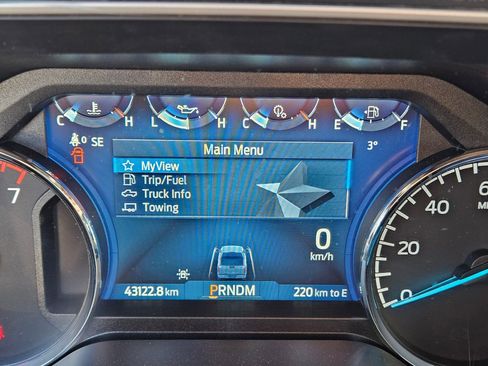 C H L H C H E F
0 SE
3°
Main Menu
MyView
Trip/Fuel
Truck Info
Towing
0
km/h
43122.8 km
PRNDM
220 km to E
7
60
40
20
0